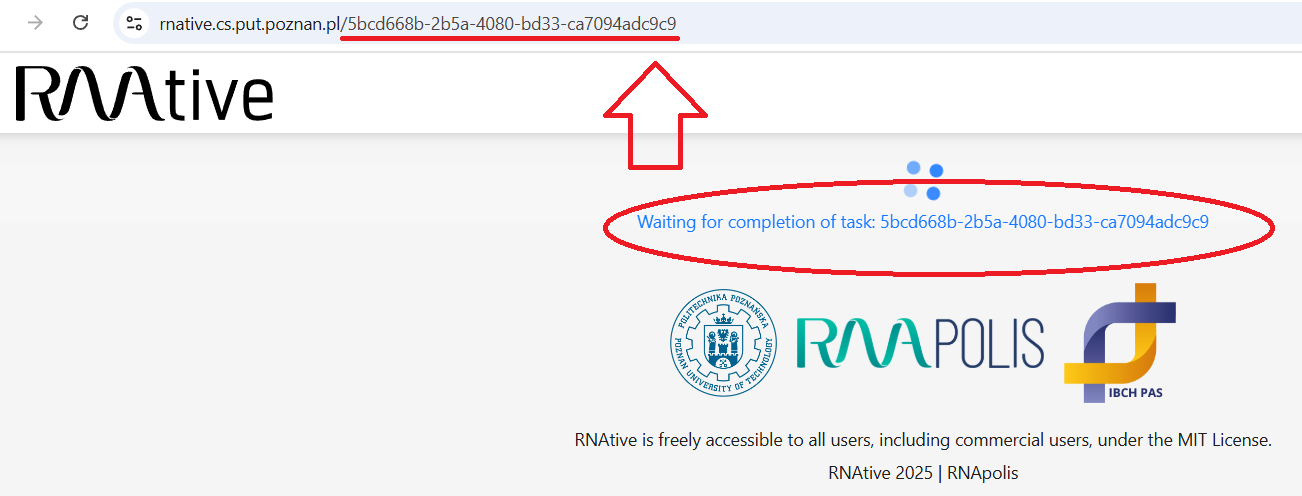 rnative.cs.put.poznan.pl/5bcd668b-2b5a-4080-bd33-ca7094adc9c9
RNAtive
Waiting for completion of task: 5bcd668b-2b5a-4080-bd33-ca7094adc9c9
POLITECHNIKA POZNAŃSKA
POZNAN UNIVERSITY OF TECHNOLOGY
RNAPOLIS
IBCH PAS
RNAtive is freely accessible to all users, including commercial users, under the MIT License.
RNAtive 2025 | RNApolis